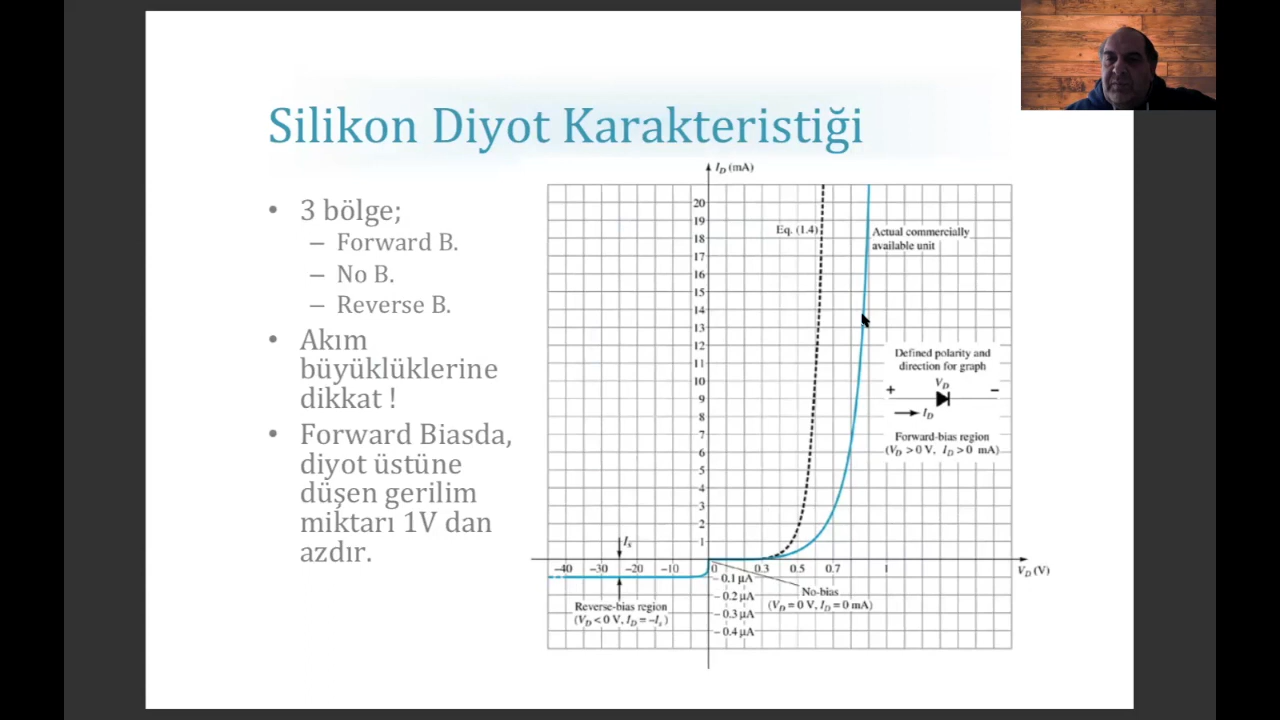 Silikon Diyot Karakteristiği
• 3 bölge;
– Forward B.
– No B.
– Reverse B.
• Akım
büyüklüklerine
dikkat !
• Forward Biasda,
diyot üstüne
düşen gerilim
miktarı 1V dan
azdır.
I_D (mA)
20
19
18
17
16
15
14
13
12
11
10
9
8
7
6
5
4
3
2
1
Eq. (1.4)
Actual commercially
available unit
Defined polarity and
direction for graph
V_D
+ –
I_D
Forward-bias region
(V_D > 0 V, I_D > 0 mA)
I_s
–40 –30 –20 –10 0 0.3 0.5 0.7 1
V_D (V)
– 0.1 µA
– 0.2 µA
– 0.3 µA
– 0.4 µA
No-bias
(V_D = 0 V, I_D = 0 mA)
Reverse-bias region
(V_D < 0 V, I_D = –I_s)